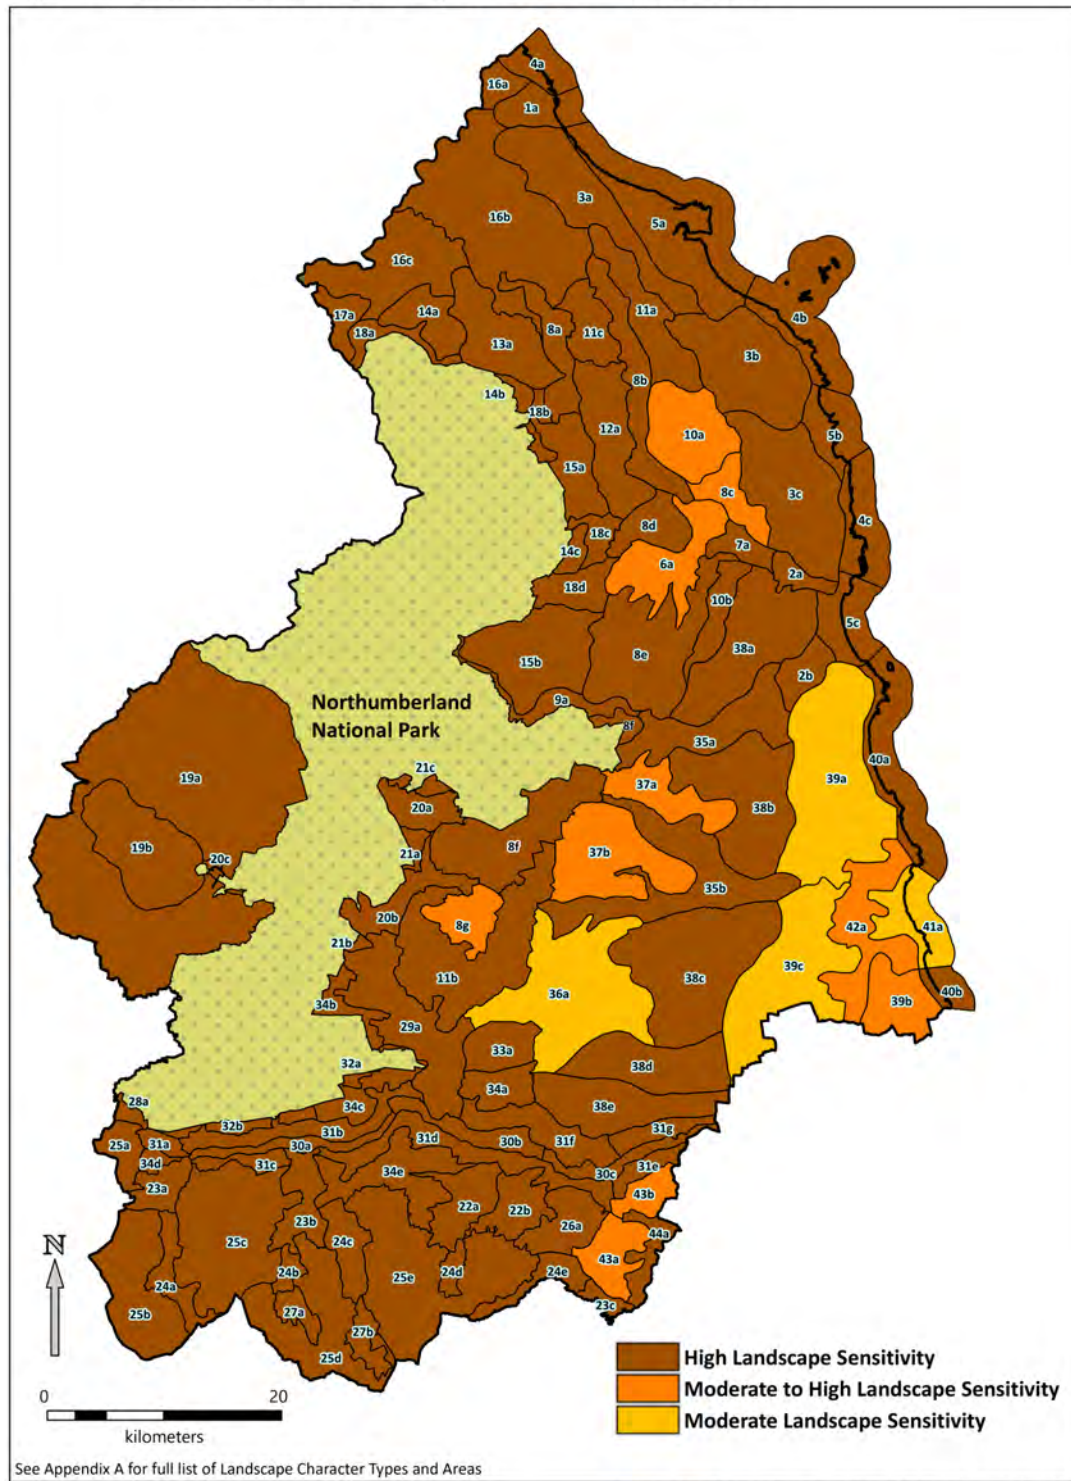 4a
16a
1a
3a
5a
16b
16c
4b
11a
14a
17a
8a
11c
18a
13a
3b
8b
14b
18b
5b
12a
10a
15a
8c
3c
4c
18c
8d
7a
14c
6a
2a
18d
10b
5c
38a
15b
8e
2b
9a
Northumberland
National Park
8f
35a
40a
21c
19a
37a
39a
20a
38b
19b
20c
21a
8f
37b
35b
20b
8g
42a
41a
21b
11b
38c
39c
36a
40b
39b
34b
29a
33a
32a
38d
34a
28a
34c
38e
32b
31b
31d
30b
31f
31g
25a
31a
30a
34d
31c
34e
30c
31e
23a
43b
22a
22b
23b
26a
44a
24c
25c
43a
24b
25e
24d
24e
24a
25b
27a
23c
27b
25d
N
High Landscape Sensitivity
Moderate to High Landscape Sensitivity
Moderate Landscape Sensitivity
0 20
kilometers
See Appendix A for full list of Landscape Character Types and Areas